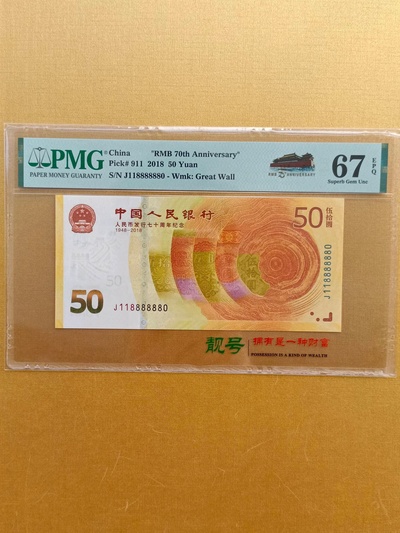 PMG
PAPER MONEY GUARANTY
China "RMB 70th Anniversary"
Pick# 911 2018 50 Yuan
S/N J118888880 - Wmk: Great Wall
67 EPQ
Superb Gem Unc
中国人民银行
人民币发行七十周年纪念
1948-2018
50 伍拾圆
J118888880
50
50
J118888880
靓号 拥有是一种财富
POSSESSION IS A KIND OF WEALTH